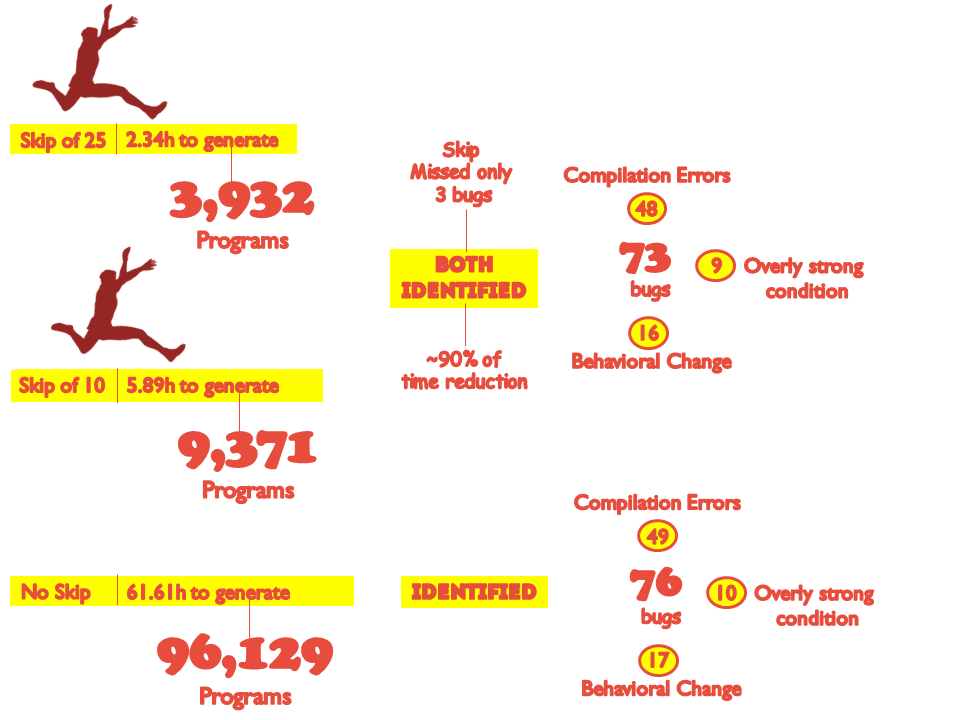 Skip of 25
2.34h to generate
3,932
Programs
Skip of 10
5.89h to generate
9,371
Programs
Skip
Missed only
3 bugs
BOTH
IDENTIFIED
~90% of
time reduction
Compilation Errors
48
73
bugs
9
Overly strong
condition
16
Behavioral Change
No Skip
61.61h to generate
96,129
Programs
IDENTIFIED
Compilation Errors
49
76
bugs
10
Overly strong
condition
17
Behavioral Change